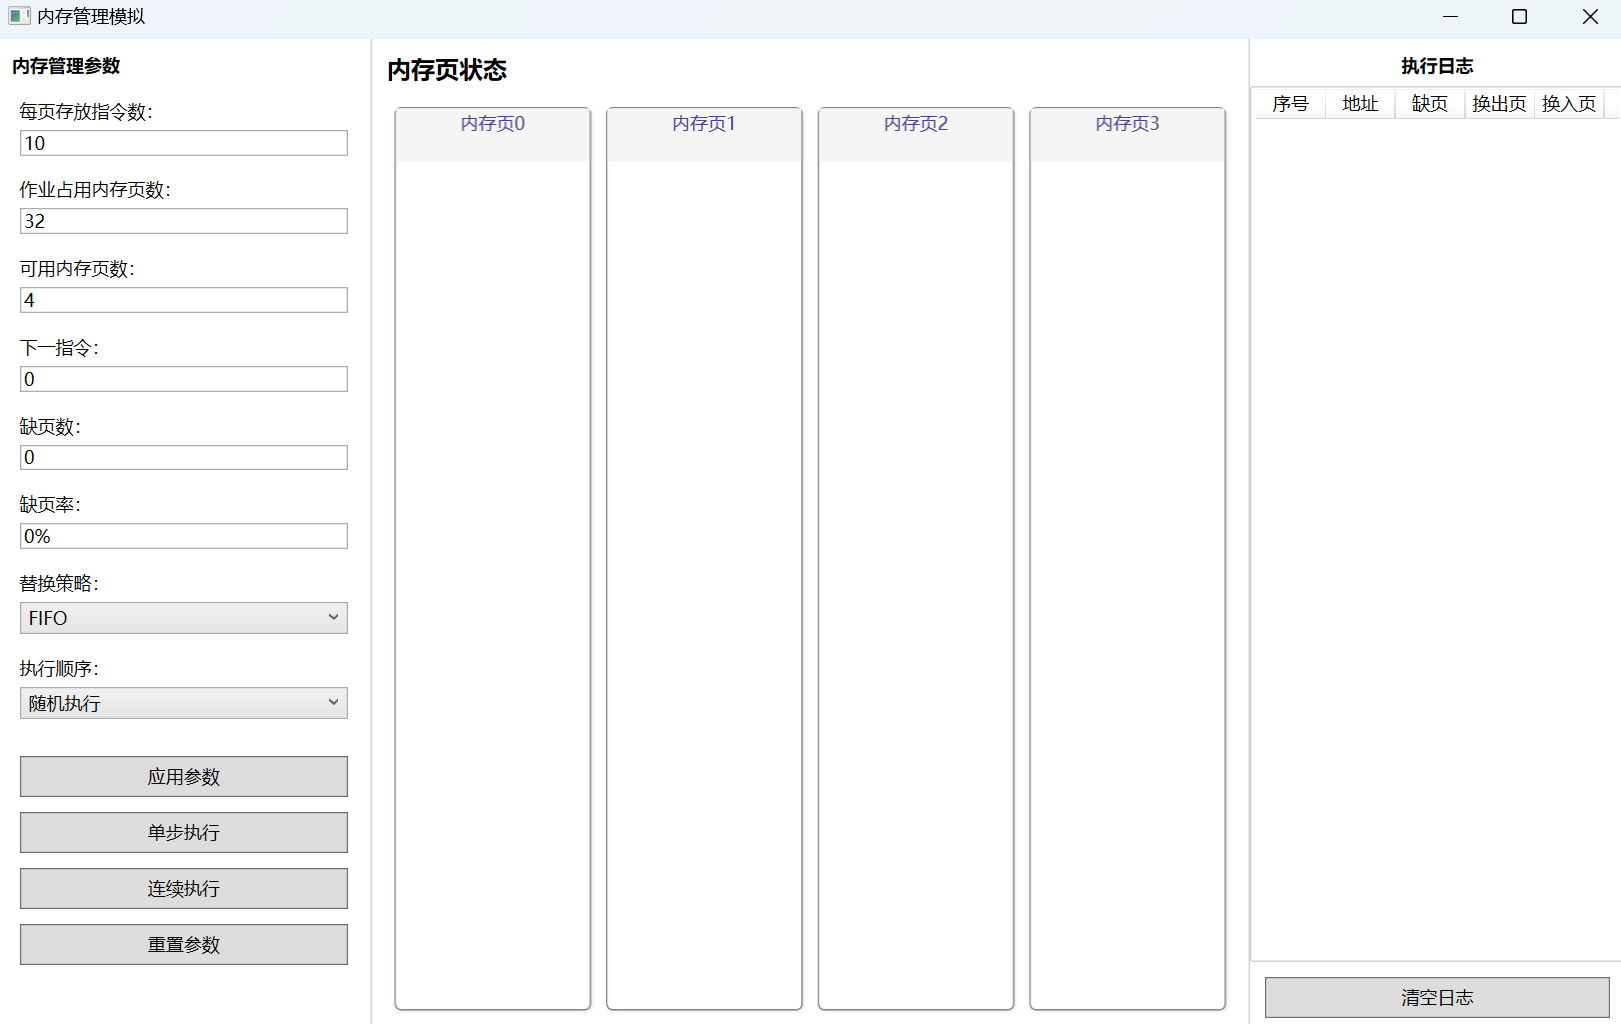 内存管理模拟
内存管理参数
每页存放指令数：
10
作业占用内存页数：
32
可用内存页数：
4
下一指令：
0
缺页数：
0
缺页率：
0%
替换策略：
FIFO
执行顺序：
随机执行
应用参数
单步执行
连续执行
重置参数
内存页状态
内存页0 内存页1 内存页2 内存页3
执行日志
序号 地址 缺页 换出页 换入页
清空日志